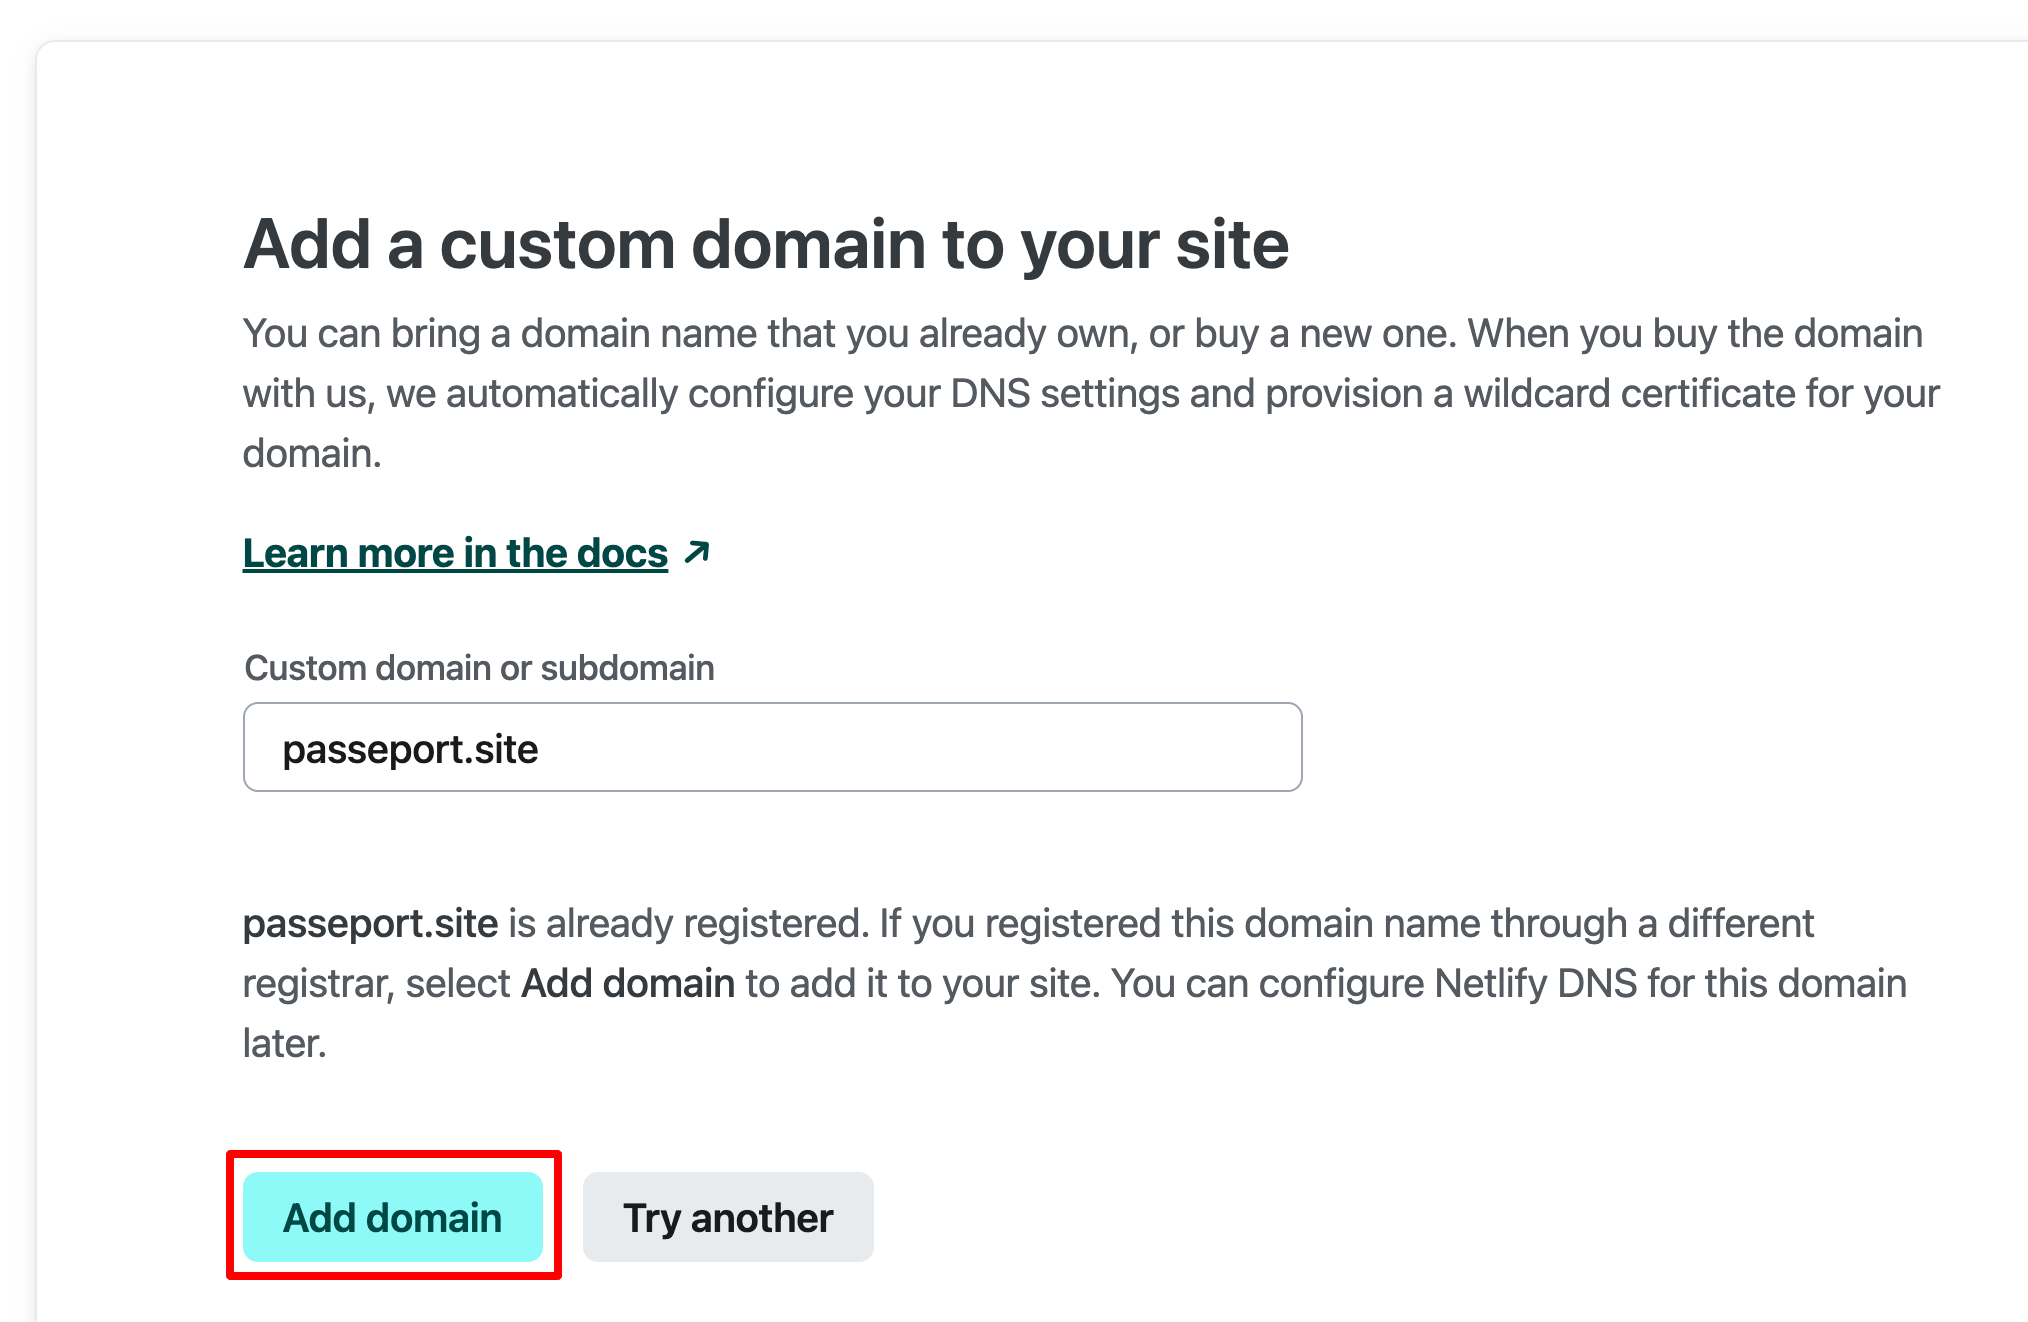 Add a custom domain to your site
You can bring a domain name that you already own, or buy a new one. When you buy the domain
with us, we automatically configure your DNS settings and provision a wildcard certificate for your
domain.
Learn more in the docs ↗
Custom domain or subdomain
passeport.site
passeport.site is already registered. If you registered this domain name through a different
registrar, select Add domain to add it to your site. You can configure Netlify DNS for this domain
later.
Add domain
Try another